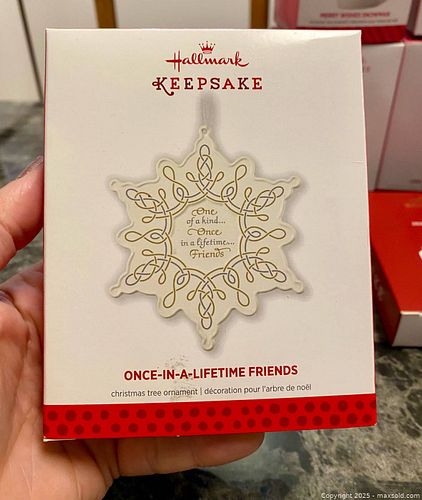 Hallmark
KEEPSAKE
One
of a kind...
Once
in a lifetime...
Friends
ONCE-IN-A-LIFETIME FRIENDS
christmas tree ornament | décoration pour l'arbre de noël
Copyright 2025 - maxsold.com